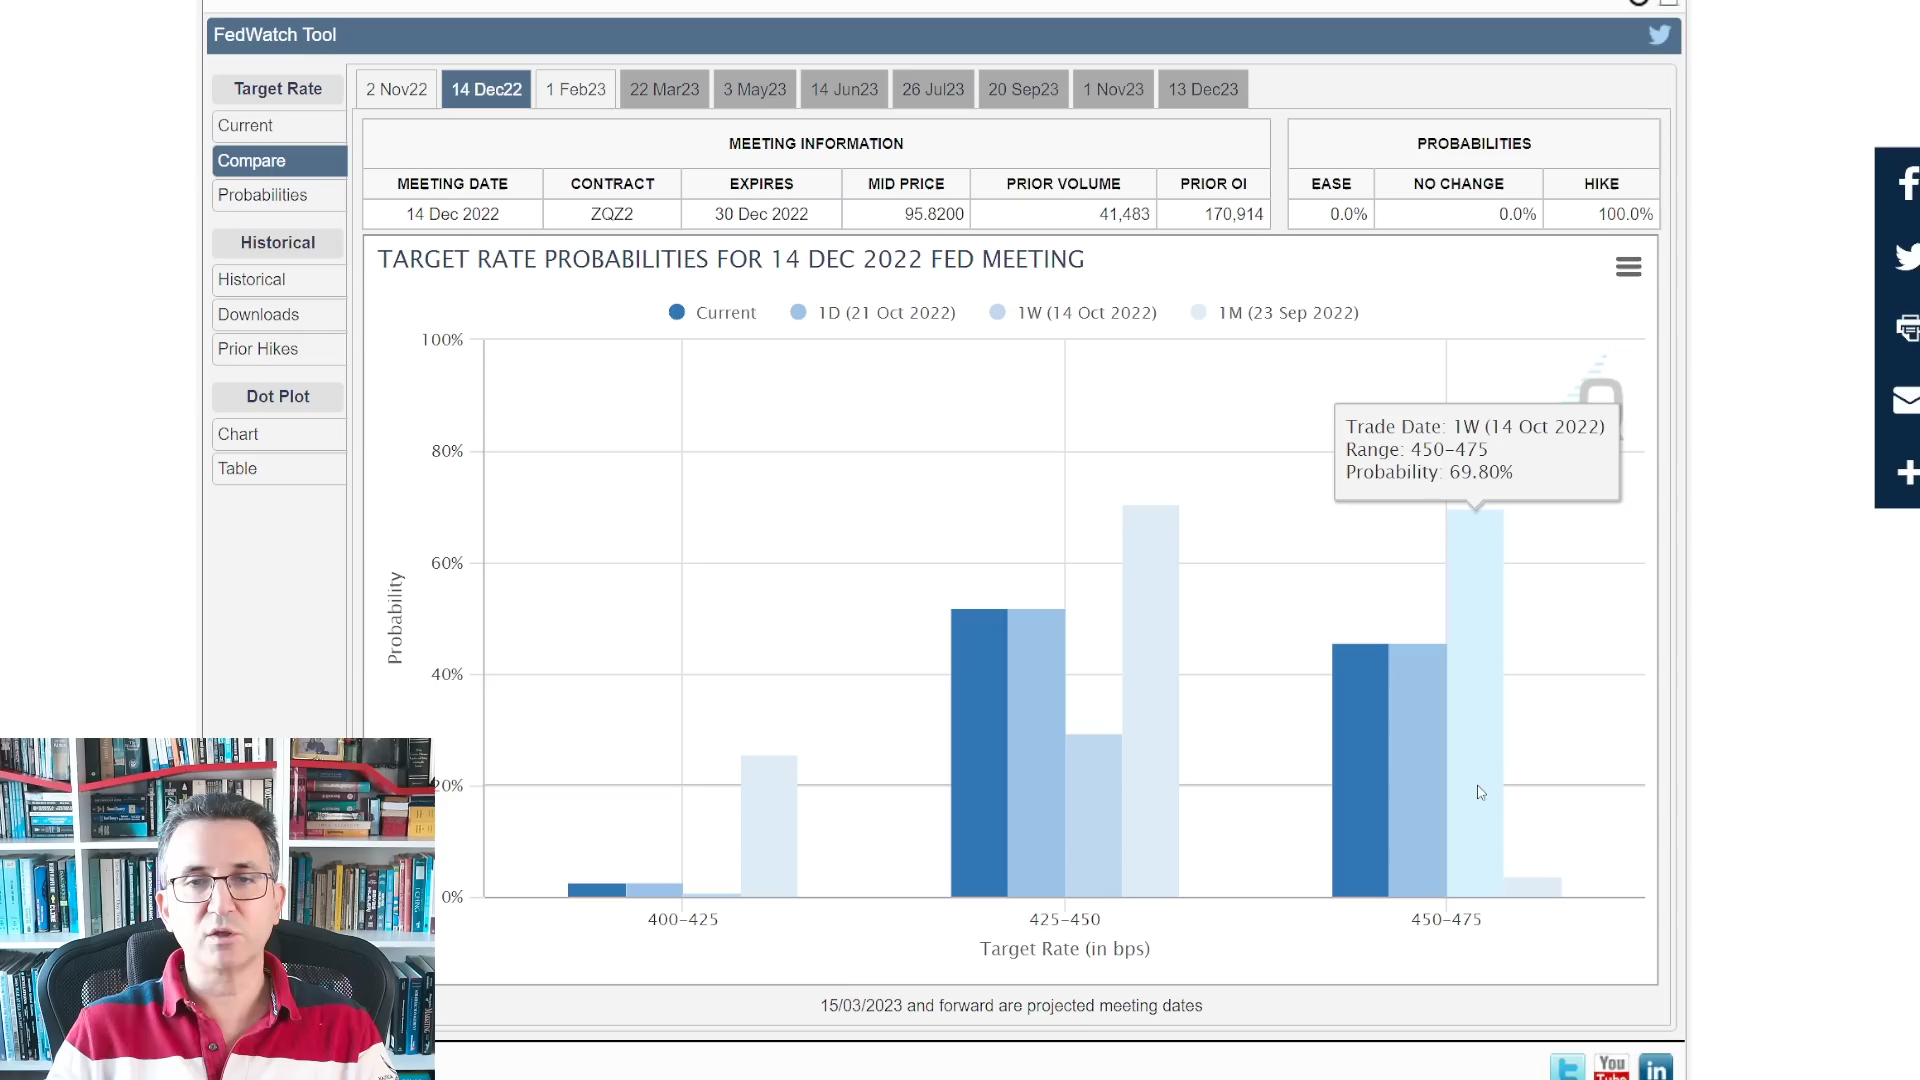 FedWatch Tool
Target Rate
Current
Compare
Probabilities
Historical
Historical
Downloads
Prior Hikes
Dot Plot
Chart
Table
2 Nov22 14 Dec22 1 Feb23 22 Mar23 3 May23 14 Jun23 26 Jul23 20 Sep23 1 Nov23 13 Dec23
MEETING INFORMATION
MEETING DATE CONTRACT EXPIRES MID PRICE PRIOR VOLUME PRIOR OI
14 Dec 2022 ZQZ2 30 Dec 2022 95.8200 41,483 170,914
PROBABILITIES
EASE NO CHANGE HIKE
0.0% 0.0% 100.0%
TARGET RATE PROBABILITIES FOR 14 DEC 2022 FED MEETING
Current 1D (21 Oct 2022) 1W (14 Oct 2022) 1M (23 Sep 2022)
100%
80%
60%
40%
20%
0%
Probability
Trade Date: 1W (14 Oct 2022)
Range: 450-475
Probability: 69.80%
400-425 425-450 450-475
Target Rate (in bps)
15/03/2023 and forward are projected meeting dates
You
in